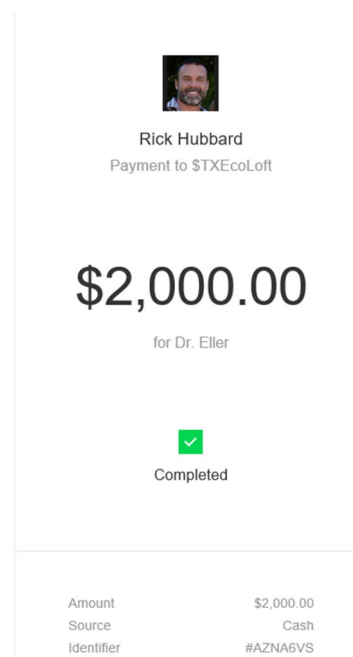 Rick Hubbard
Payment to $TXEcoLoft
$2,000.00
for Dr. Eller
Completed
Amount $2,000.00
Source Cash
Identifier #AZNA6VS